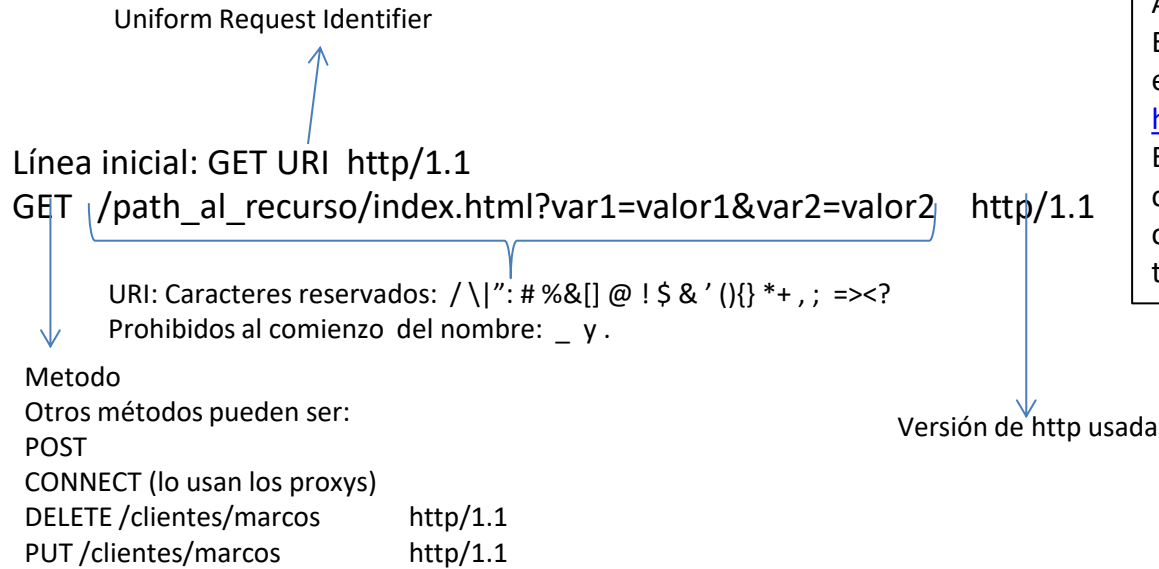 Uniform Request Identifier
Línea inicial: GET URI http/1.1
GET /path_al_recurso/index.html?var1=valor1&var2=valor2 http/1.1
URI: Caracteres reservados: / \|”: # %&[] @ ! $ & ’ (){} *+ , ; =><?
Prohibidos al comienzo del nombre: _ y .
Metodo
Otros métodos pueden ser:
POST
CONNECT (lo usan los proxys)
DELETE /clientes/marcos http/1.1
PUT /clientes/marcos http/1.1
Versión de http usada